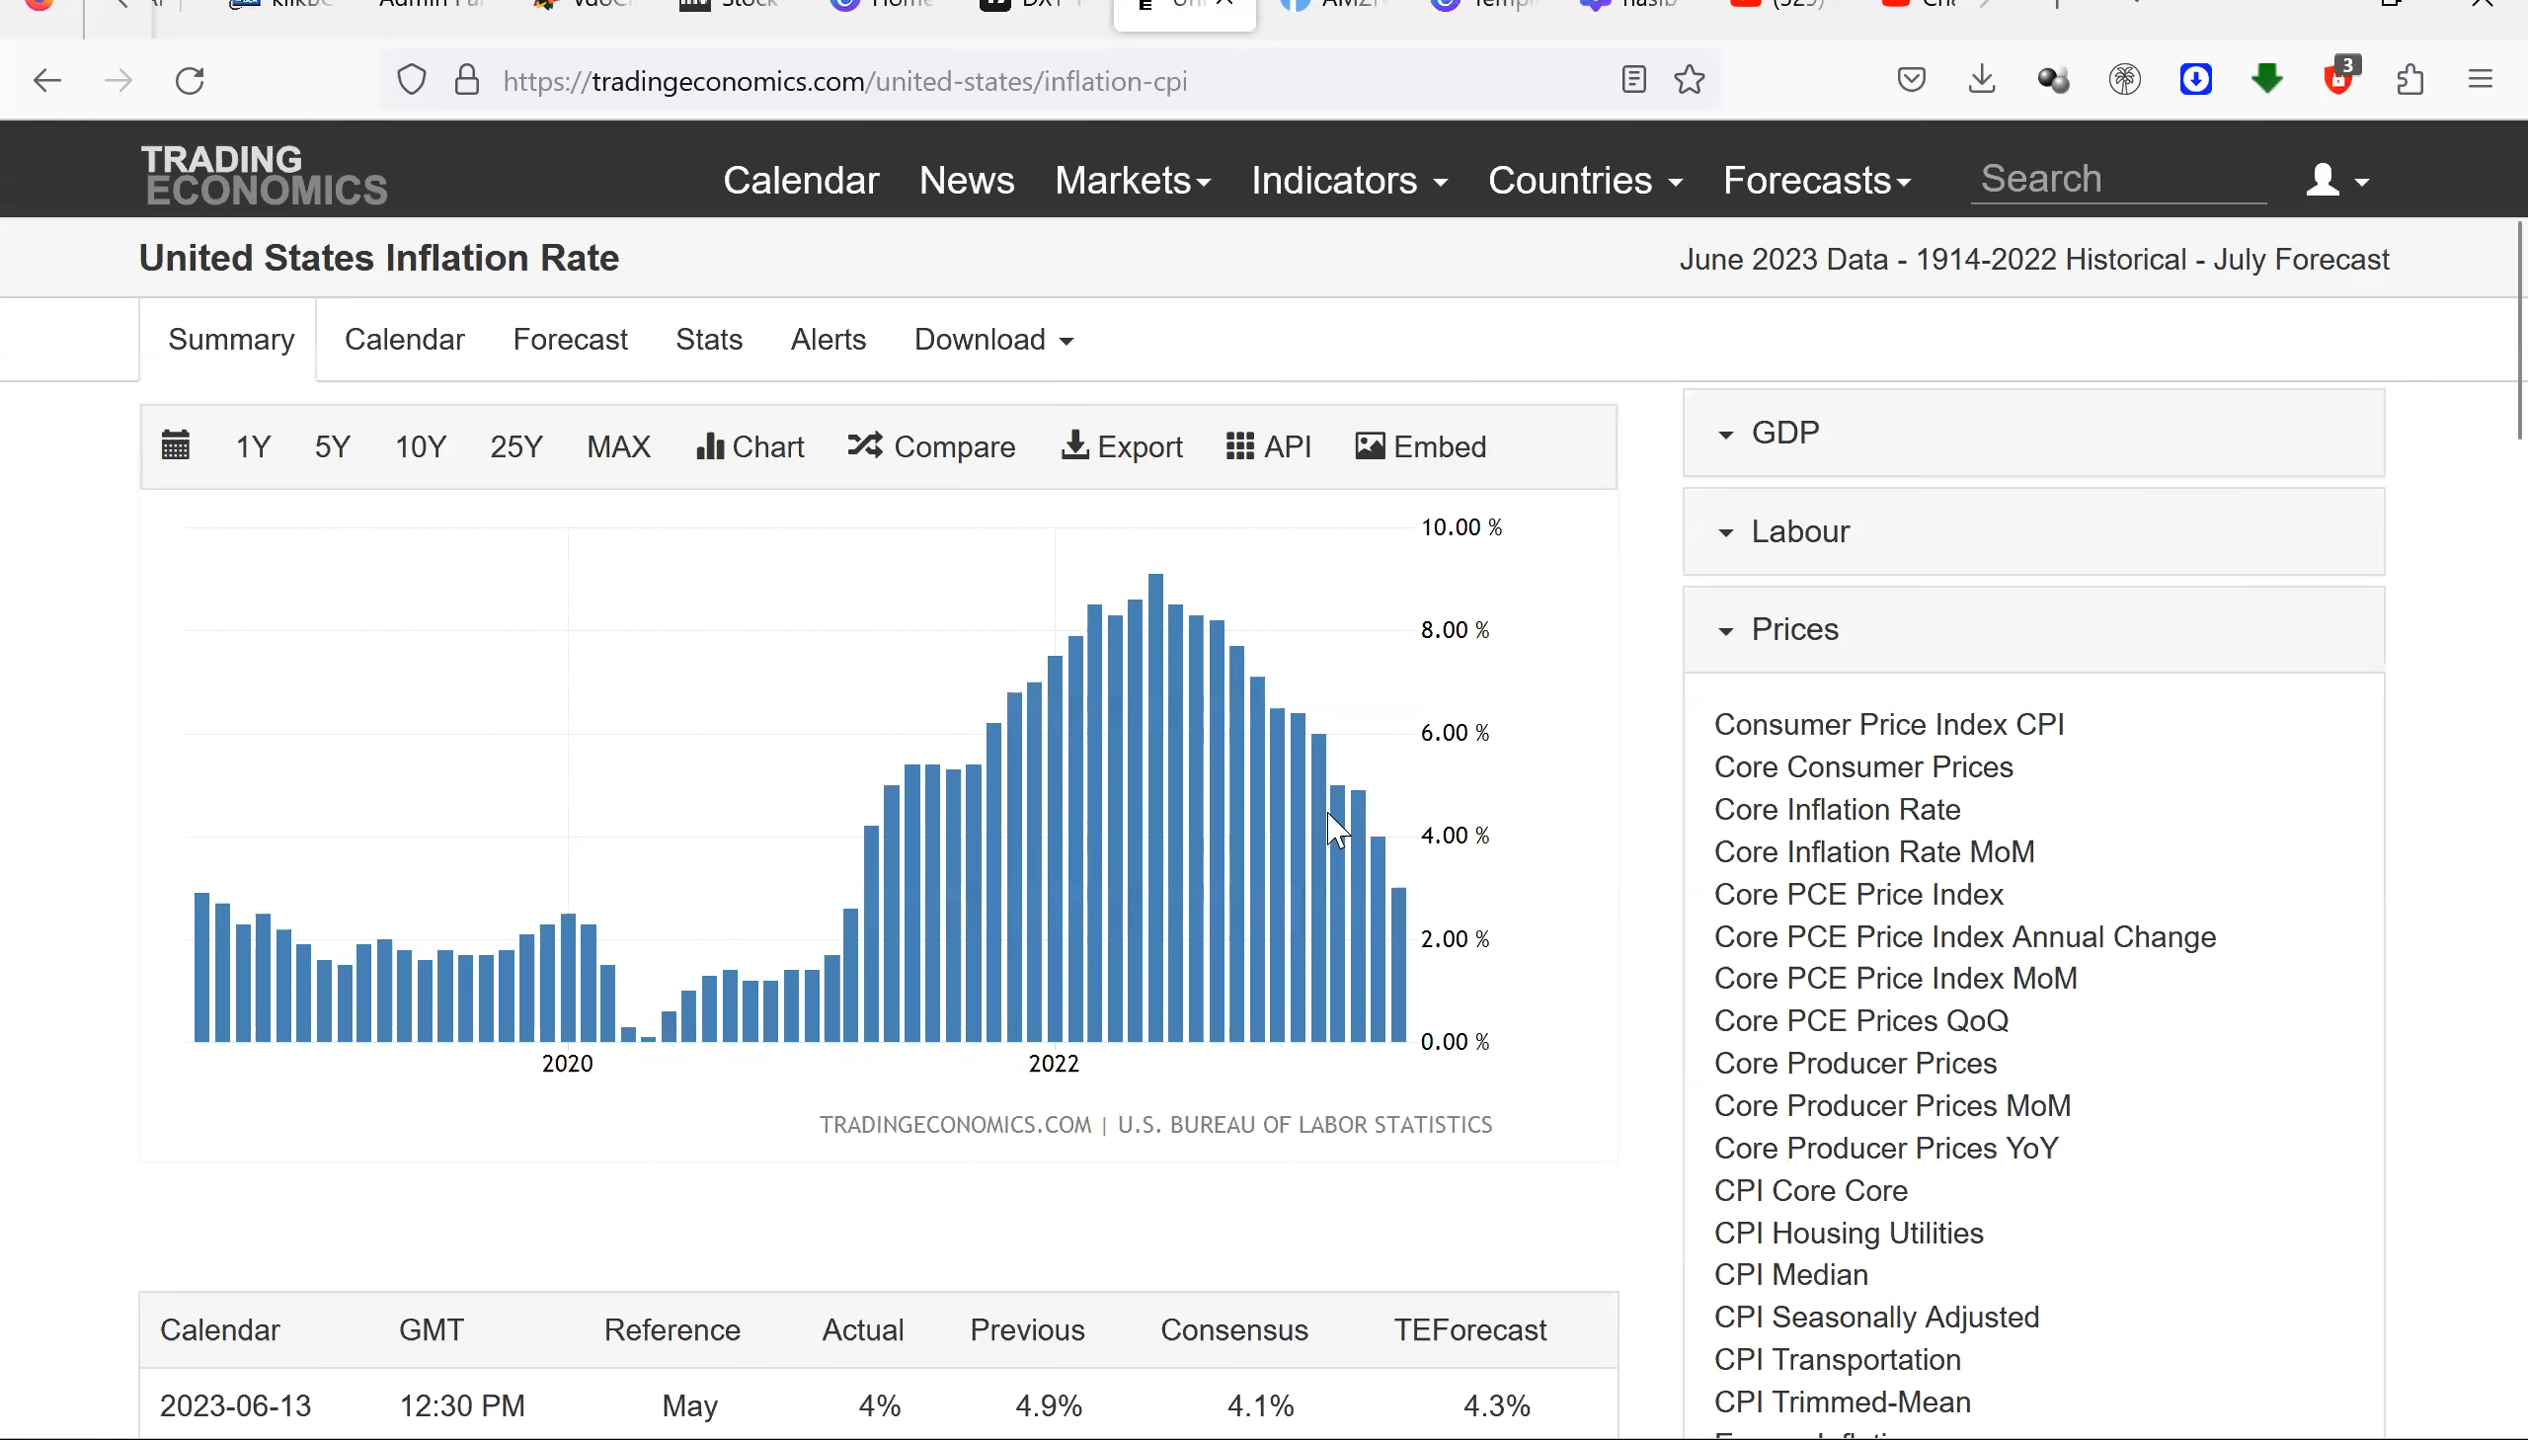 klikBC
Stock
https://tradingeconomics.com/united-states/inflation-cpi
3
TRADING
ECONOMICS
Calendar News Markets Indicators Countries Forecasts Search
United States Inflation Rate
June 2023 Data - 1914-2022 Historical - July Forecast
Summary Calendar Forecast Stats Alerts Download
1Y 5Y 10Y 25Y MAX Chart Compare Export API Embed
10.00 %
8.00 %
6.00 %
4.00 %
2.00 %
0.00 %
2020 2022
TRADINGECONOMICS.COM | U.S. BUREAU OF LABOR STATISTICS
Calendar GMT Reference Actual Previous Consensus TEForecast
2023-06-13 12:30 PM May 4% 4.9% 4.1% 4.3%
GDP
Labour
Prices
Consumer Price Index CPI
Core Consumer Prices
Core Inflation Rate
Core Inflation Rate MoM
Core PCE Price Index
Core PCE Price Index Annual Change
Core PCE Price Index MoM
Core PCE Prices QoQ
Core Producer Prices
Core Producer Prices MoM
Core Producer Prices YoY
CPI Core Core
CPI Housing Utilities
CPI Median
CPI Seasonally Adjusted
CPI Transportation
CPI Trimmed-Mean